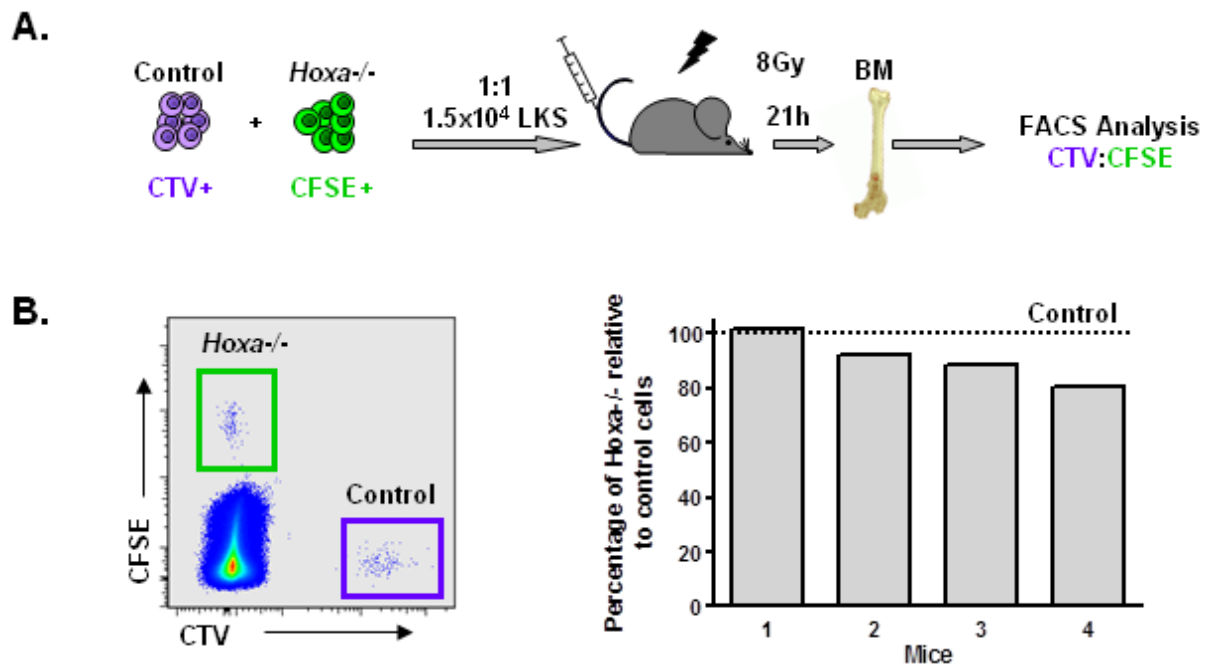 A.
Control
Hoxa-/-
+
CTV+
CFSE+
1:1
1.5x10⁴ LKS
8Gy
21h
BM
FACS Analysis
CTV:CFSE
B.
Hoxa-/-
Control
CFSE
CTV
Percentage of Hoxa-/- relative
to control cells
Control
100
80
60
40
20
0
1 2 3 4
Mice